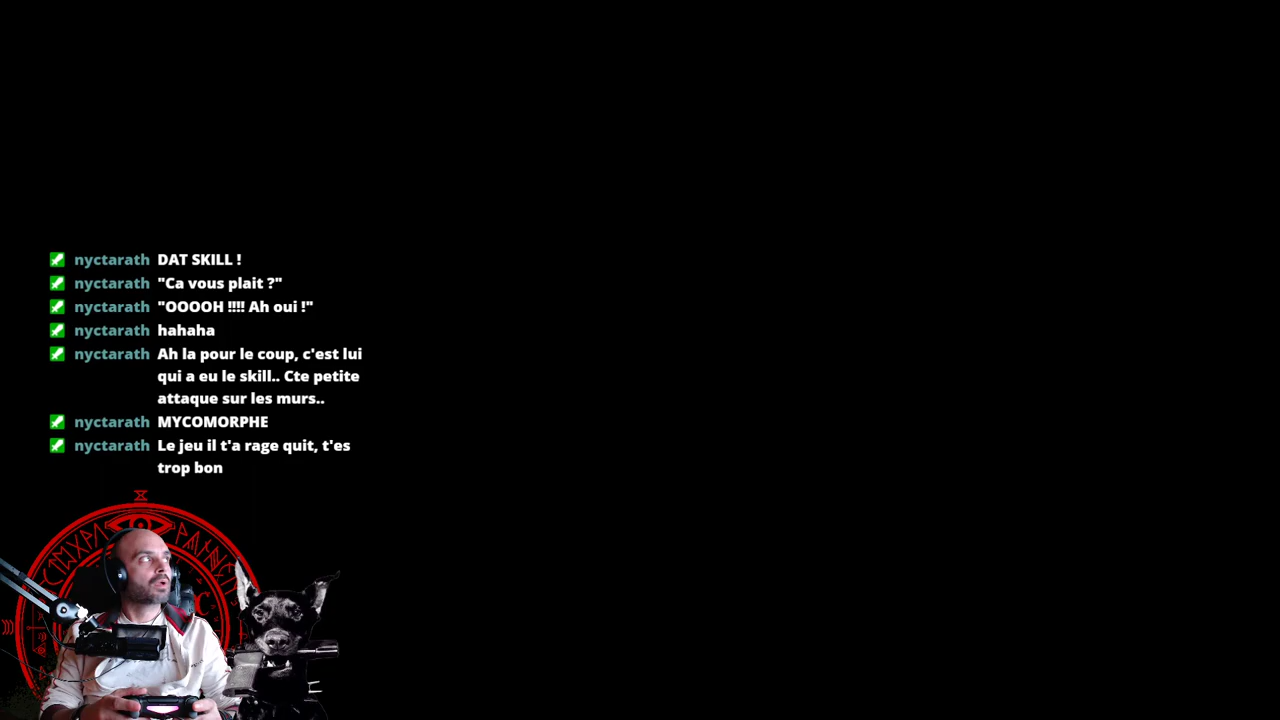 nyctarath DAT SKILL !
nyctarath "Ca vous plait ?"
nyctarath "OOOOH !!!! Ah oui !"
nyctarath hahaha
nyctarath Ah la pour le coup, c'est lui
qui a eu le skill.. Cte petite
attaque sur les murs..
nyctarath MYCOMORPHE
nyctarath Le jeu il t'a rage quit, t'es
trop bon